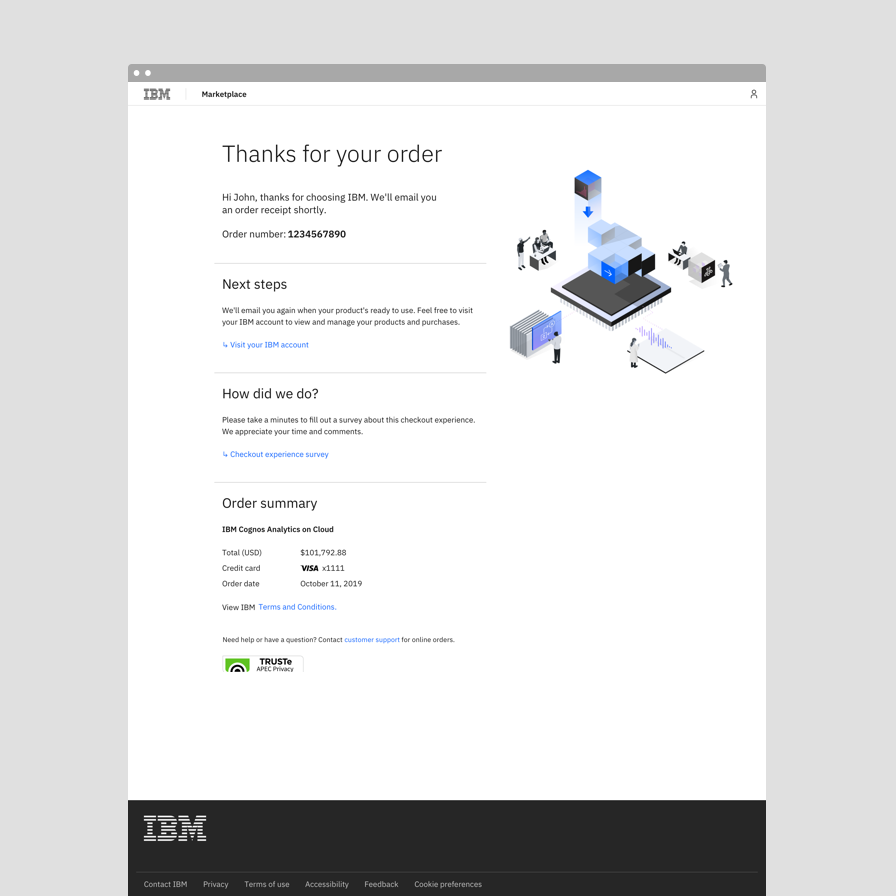 IBM
Marketplace
Thanks for your order
Hi John, thanks for choosing IBM. We'll email you
an order receipt shortly.
Order number: 1234567890
Next steps
We'll email you again when your product's ready to use. Feel free to visit
your IBM account to view and manage your products and purchases.
↳ Visit your IBM account
How did we do?
Please take a minutes to fill out a survey about this checkout experience.
We appreciate your time and comments.
↳ Checkout experience survey
Order summary
IBM Cognos Analytics on Cloud
Total (USD) $101,792.88
Credit card VISA x1111
Order date October 11, 2019
View IBM Terms and Conditions.
Need help or have a question? Contact customer support for online orders.
TRUSTe
APEC Privacy
IBM
Contact IBM Privacy Terms of use Accessibility Feedback Cookie preferences